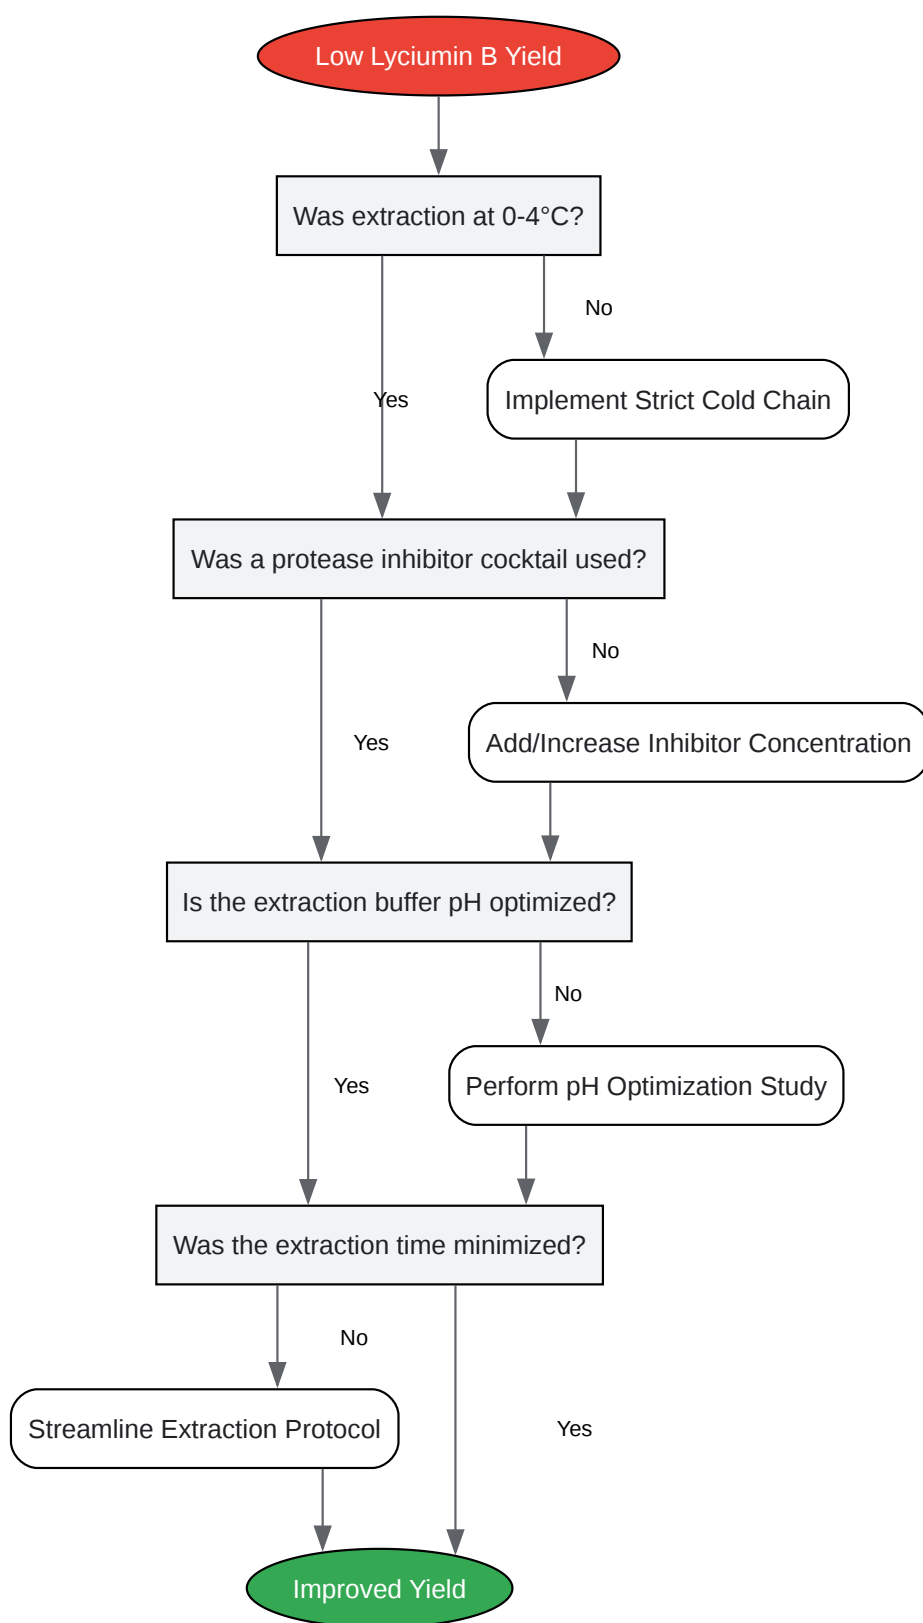 Low Lyciumin B Yield
Was extraction at 0-4°C?
No
Yes
Implement Strict Cold Chain
Was a protease inhibitor cocktail used?
No
Yes
Add/Increase Inhibitor Concentration
Is the extraction buffer pH optimized?
No
Yes
Perform pH Optimization Study
Was the extraction time minimized?
No
Streamline Extraction Protocol
Yes
Improved Yield